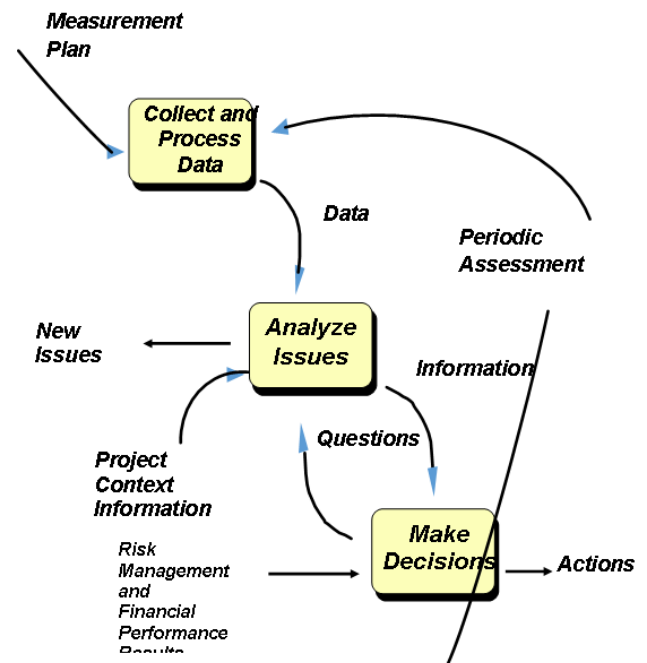 Measurement
Plan
Collect and
Process
Data
Data
Periodic
Assessment
Analyze
Issues
New
Issues
Information
Questions
Project
Context
Information
Make
Decisions
Risk
Management
and
Financial
Performance
Results
Actions